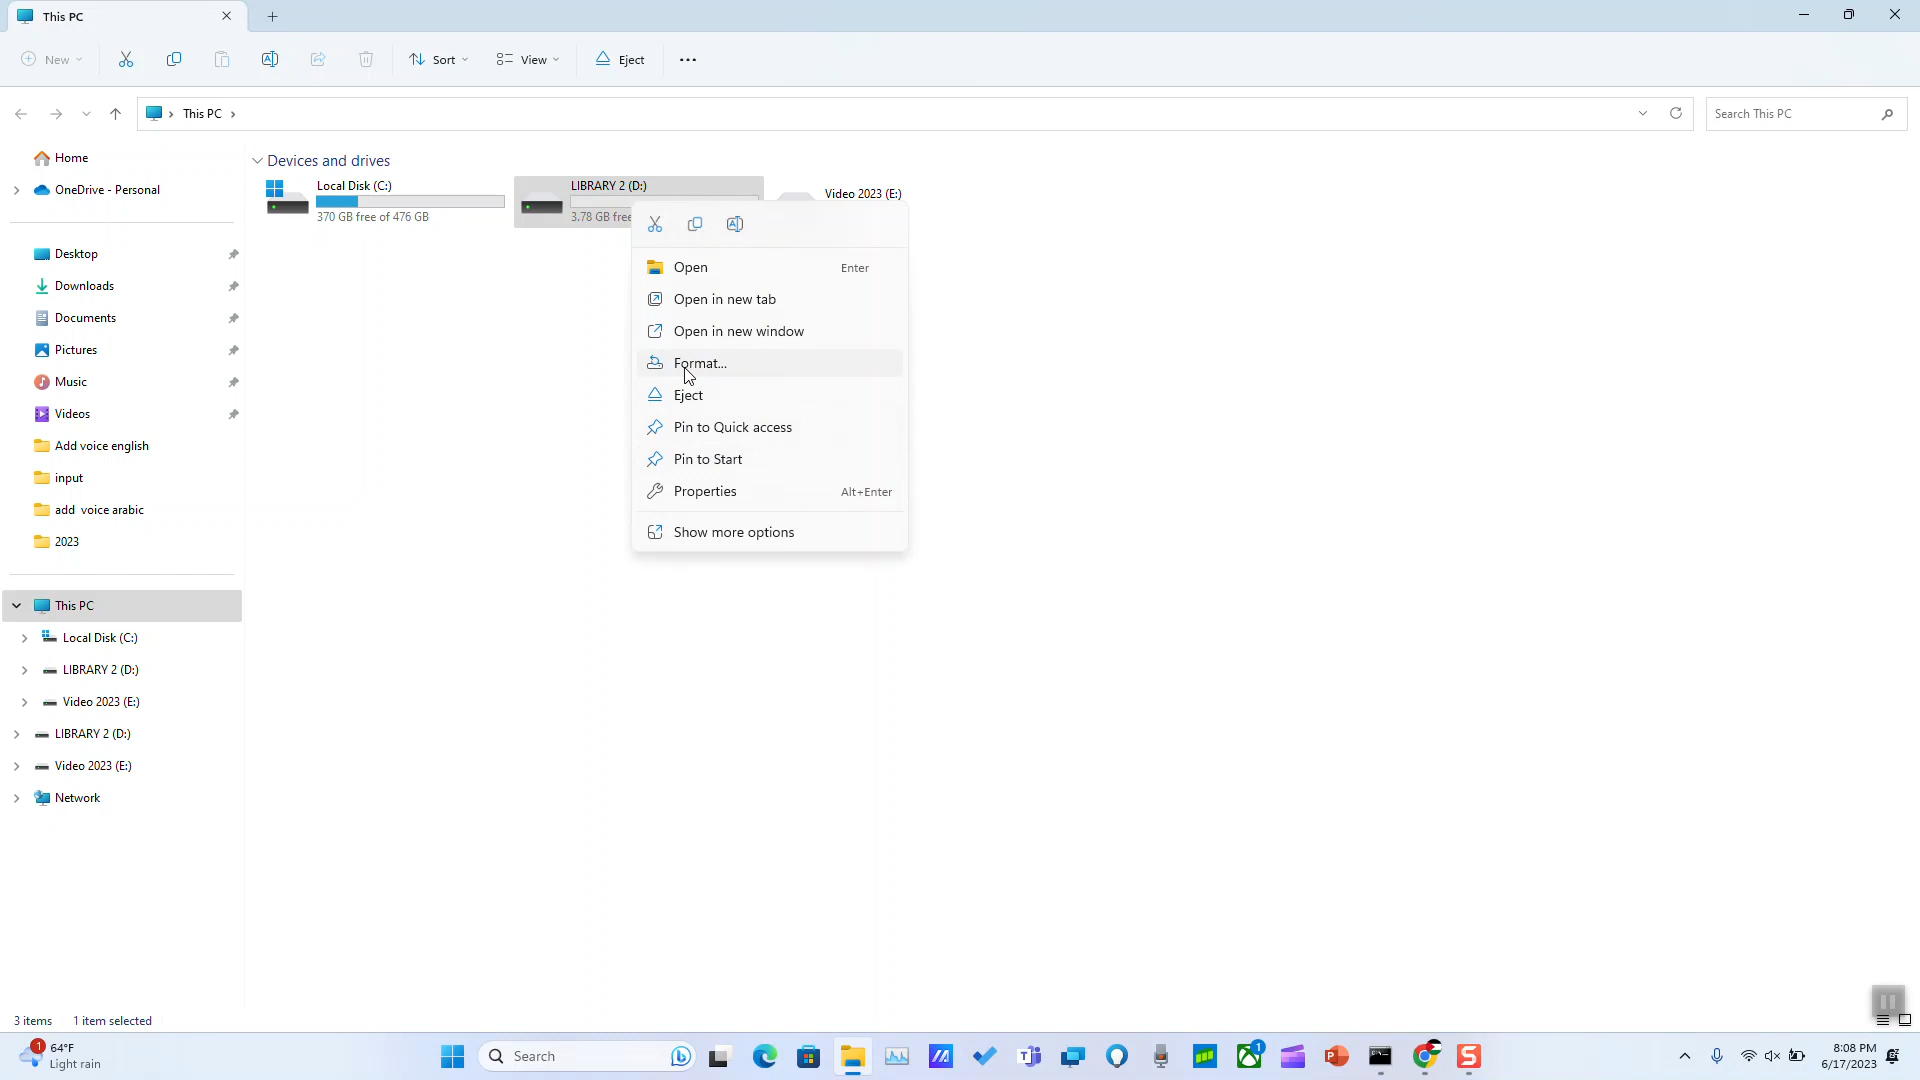 This PC
New
Sort
View
Eject
This PC
Search This PC
Home
OneDrive - Personal
Desktop
Downloads
Documents
Pictures
Music
Videos
Add voice english
input
add voice arabic
2023
This PC
Local Disk (C:)
LIBRARY 2 (D:)
Video 2023 (E:)
LIBRARY 2 (D:)
Video 2023 (E:)
Network
Devices and drives
Local Disk (C:)
370 GB free of 476 GB
LIBRARY 2 (D:)
3.78 GB free
Video 2023 (E:)
Open Enter
Open in new tab
Open in new window
Format...
Eject
Pin to Quick access
Pin to Start
Properties Alt+Enter
Show more options
3 items 1 item selected
1
64°F
Light rain
Search
1
8:08 PM
6/17/2023